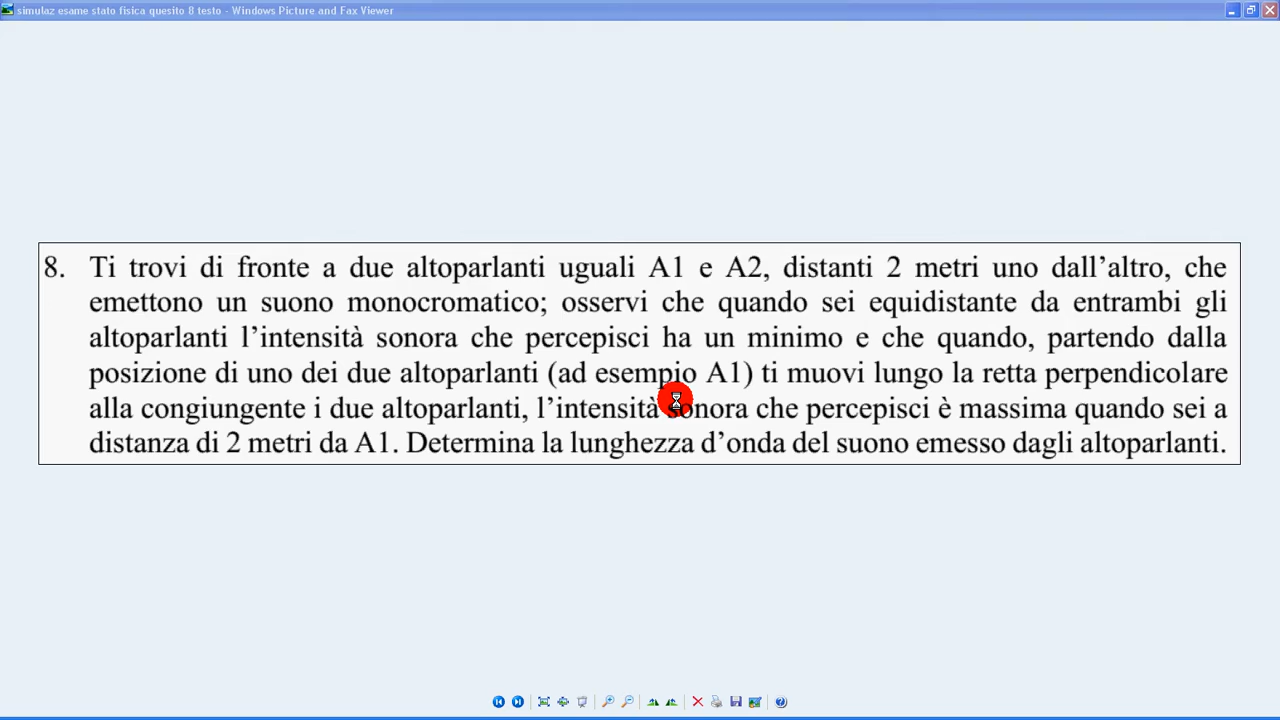 simulaz esame stato fisica quesito 8 testo - Windows Picture and Fax Viewer
8. Ti trovi di fronte a due altoparlanti uguali A1 e A2, distanti 2 metri uno dall'altro, che
emettono un suono monocromatico; osservi che quando sei equidistante da entrambi gli
altoparlanti l'intensità sonora che percepisci ha un minimo e che quando, partendo dalla
posizione di uno dei due altoparlanti (ad esempio A1) ti muovi lungo la retta perpendicolare
alla congiungente i due altoparlanti, l'intensità sonora che percepisci è massima quando sei a
distanza di 2 metri da A1. Determina la lunghezza d'onda del suono emesso dagli altoparlanti.